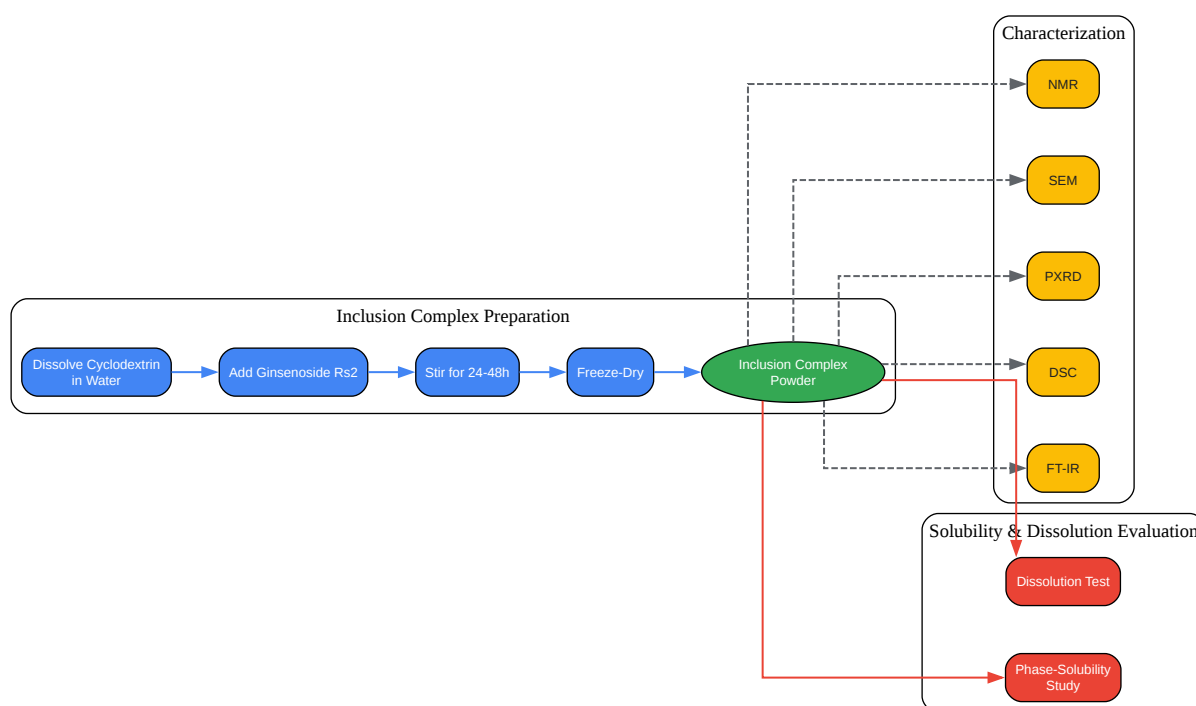 Characterization
NMR
SEM
PXRD
Inclusion Complex Preparation
Dissolve Cyclodextrin
in Water
Add Ginsenoside Rs2
Stir for 24-48h
Freeze-Dry
Inclusion Complex
Powder
DSC
FT-IR
Solubility & Dissolution Evaluation
Dissolution Test
Phase-Solubility
Study